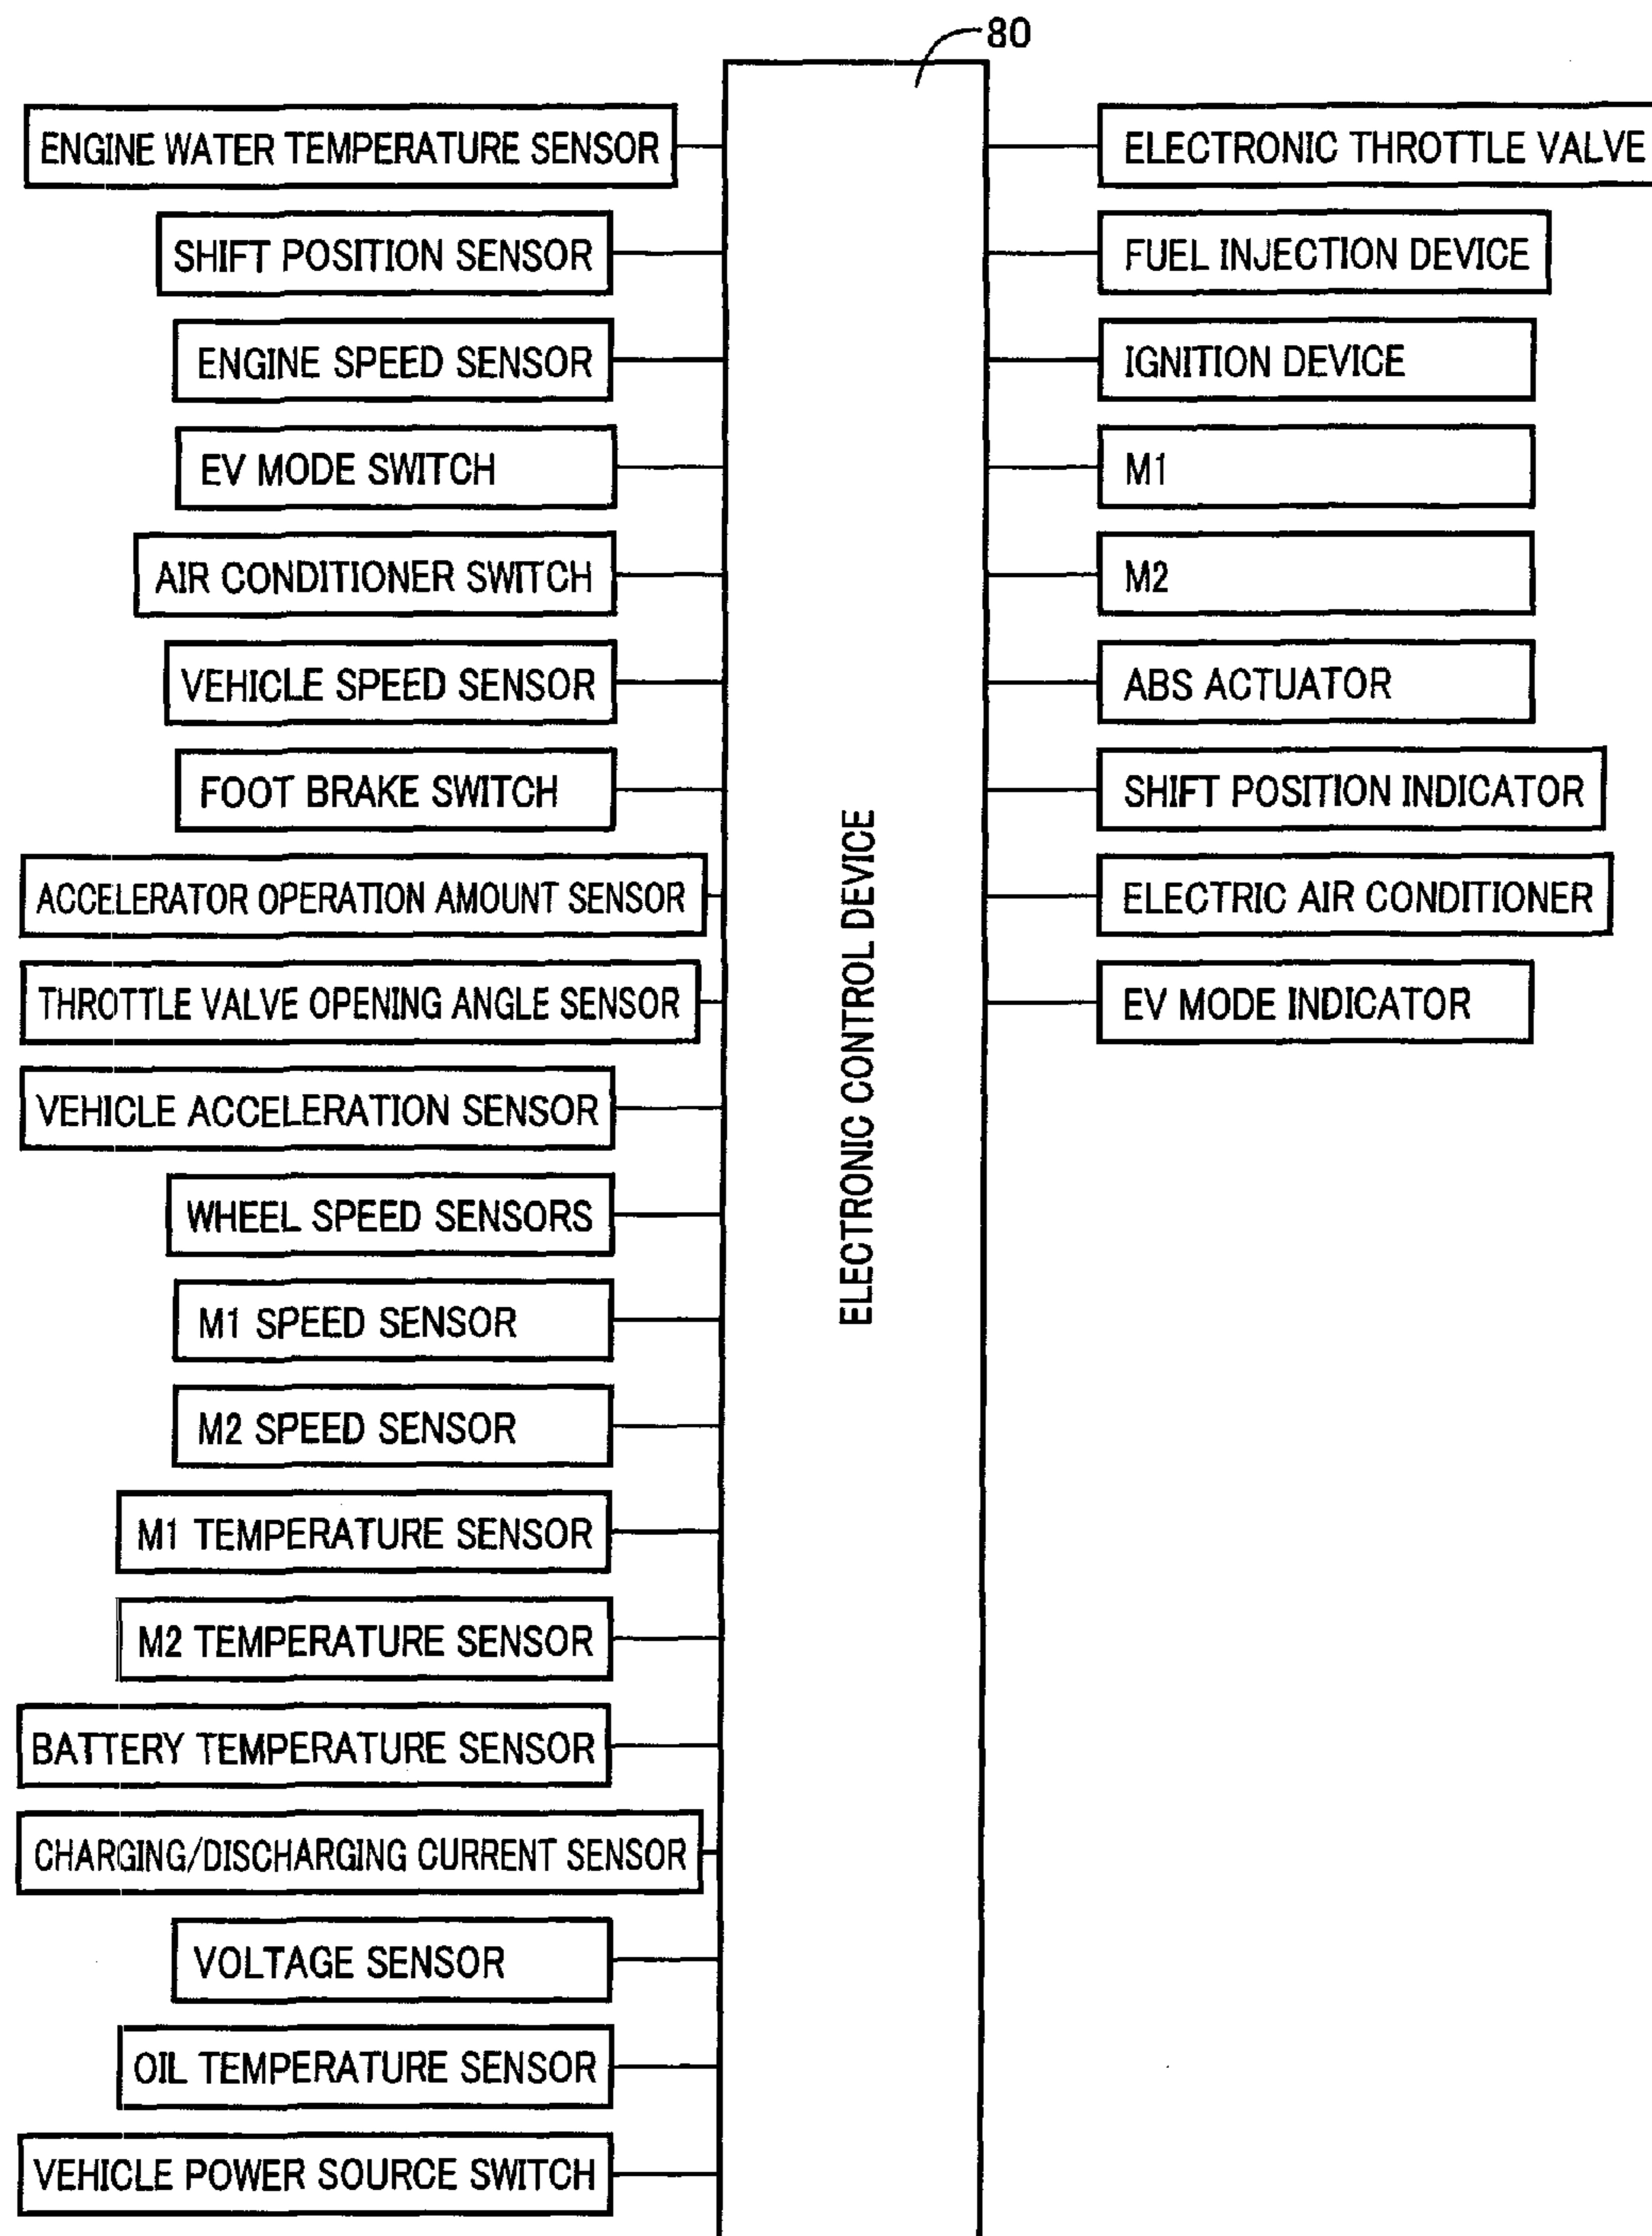 80
ENGINE WATER TEMPERATURE SENSOR
SHIFT POSITION SENSOR
ENGINE SPEED SENSOR
EV MODE SWITCH
AIR CONDITIONER SWITCH
VEHICLE SPEED SENSOR
FOOT BRAKE SWITCH
ACCELERATOR OPERATION AMOUNT SENSOR
THROTTLE VALVE OPENING ANGLE SENSOR
VEHICLE ACCELERATION SENSOR
WHEEL SPEED SENSORS
M1 SPEED SENSOR
M2 SPEED SENSOR
M1 TEMPERATURE SENSOR
M2 TEMPERATURE SENSOR
BATTERY TEMPERATURE SENSOR
CHARGING/DISCHARGING CURRENT SENSOR
VOLTAGE SENSOR
OIL TEMPERATURE SENSOR
VEHICLE POWER SOURCE SWITCH
ELECTRONIC CONTROL DEVICE
ELECTRONIC THROTTLE VALVE
FUEL INJECTION DEVICE
IGNITION DEVICE
M1
M2
ABS ACTUATOR
SHIFT POSITION INDICATOR
ELECTRIC AIR CONDITIONER
EV MODE INDICATOR